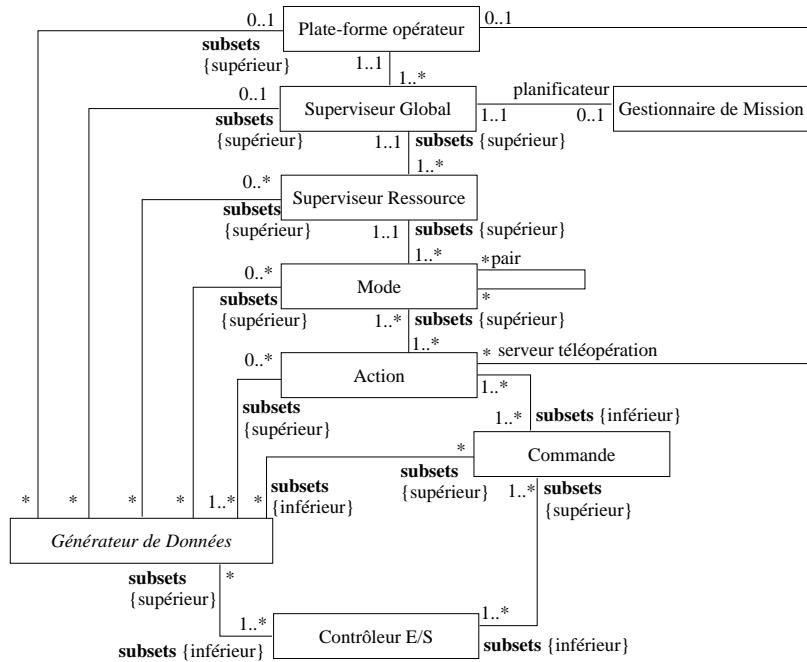 0..1
Plate-forme opérateur
0..1
subsets
{supérieur}
1..1
1..*
planificateur
0..1
Superviseur Global
1..1
0..1
Gestionnaire de Mission
subsets
{supérieur}
1..1
subsets {supérieur}
1..*
0..*
Superviseur Ressource
subsets
{supérieur}
1..1
subsets {supérieur}
1..*
*pair
0..*
Mode
*
subsets
{supérieur}
1..*
subsets {supérieur}
1..*
* serveur téléopération
0..*
Action
1..*
subsets
{supérieur}
1..*
subsets {inférieur}
*
Commande
subsets
{supérieur}
1..*
subsets
{supérieur}
*
*
*
*
1..*
*
subsets
{inférieur}
Générateur de Données
subsets
{supérieur}
*
1..*
Contrôleur E/S
1..*
subsets {inférieur}
subsets {inférieur}